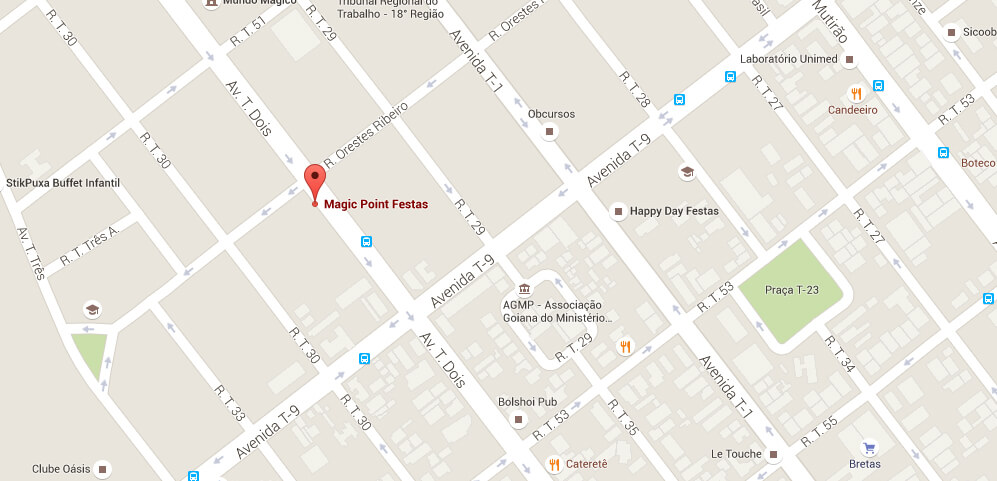 Mundo Mágico
Tribunal Regional do
Trabalho - 18° Região
R. T. 30
R. T. 51
R. T. 29
R. Orestes Ribeiro
Avenida T-1
Mutirão
Sicoob
Laboratório Unimed
Candeeiro
R. T. 53
Boteco
R. T. 27
R. T. 28
Av. T. Dois
Obcursos
R. Orestes Ribeiro
R. T. 30
Avenida T-9
StikPuxa Buffet Infantil
Magic Point Festas
Happy Day Festas
R. T. 29
R. T. 27
R. T. Três A.
Av. T. Três
Avenida T-9
R. T. 53
Praça T-23
AGMP - Associação
Goiana do Ministério...
R. T. 29
R. T. 30
Av. T. Dois
R. T. 34
Avenida T-1
R. T. 33
Avenida T-9
R. T. 30
Bolshoi Pub
R. T. 53
R. T. 35
R. T. 55
Le Touche
Bretas
Clube Oásis
Cateretê